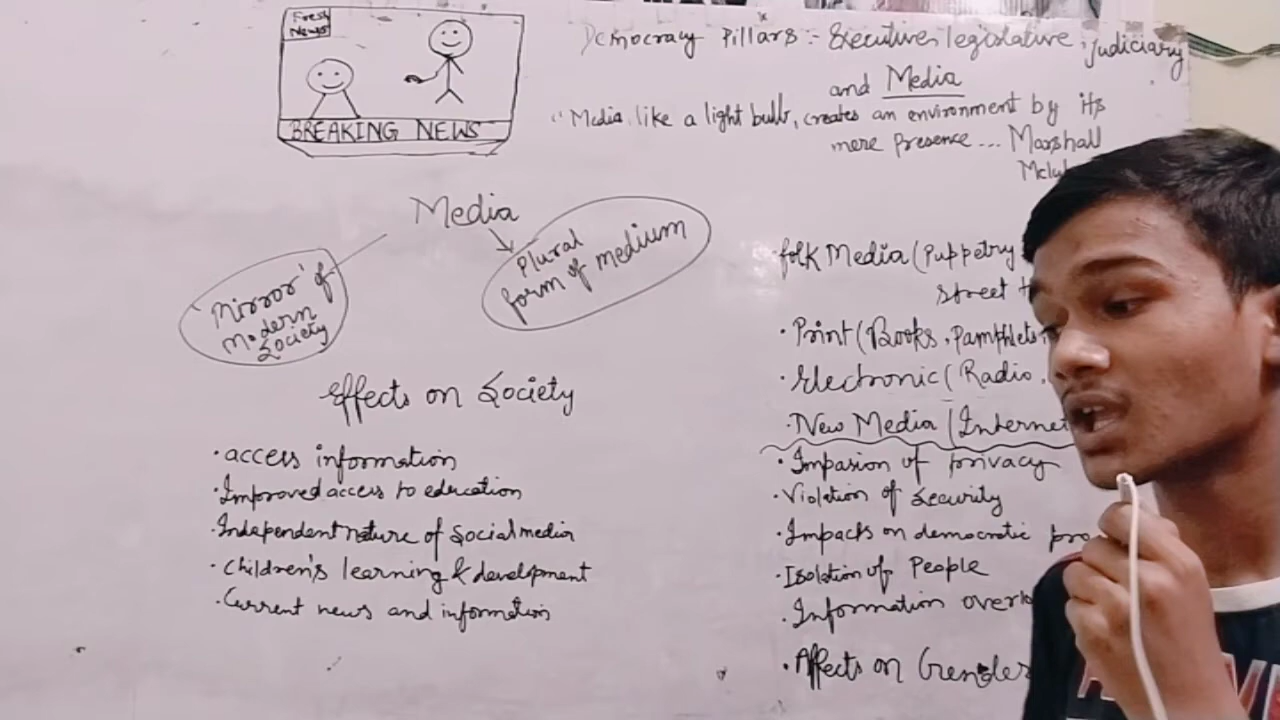 Fresh
News
BREAKING NEWS
Democracy Pillars :- Executive, legislative, Judiciary
and Media
"Media, like a light bulb, creates an environment by its
mere presence... Marshall
Media
'Mirror' of
Modern
Society
Plural
form of medium
Effects on Society
· access information
· Improved access to education
· Independent nature of Social media
· Children's learning & development
· Current news and information
folk Media (Puppetry
street
· Print (Books, Pamphlets
· Electronic (Radio,
· New Media (Internet
· Impasion of privacy
· Violation of Security
· Impacts on democratic
· Isolation of People
· Information
· Affects on Gender